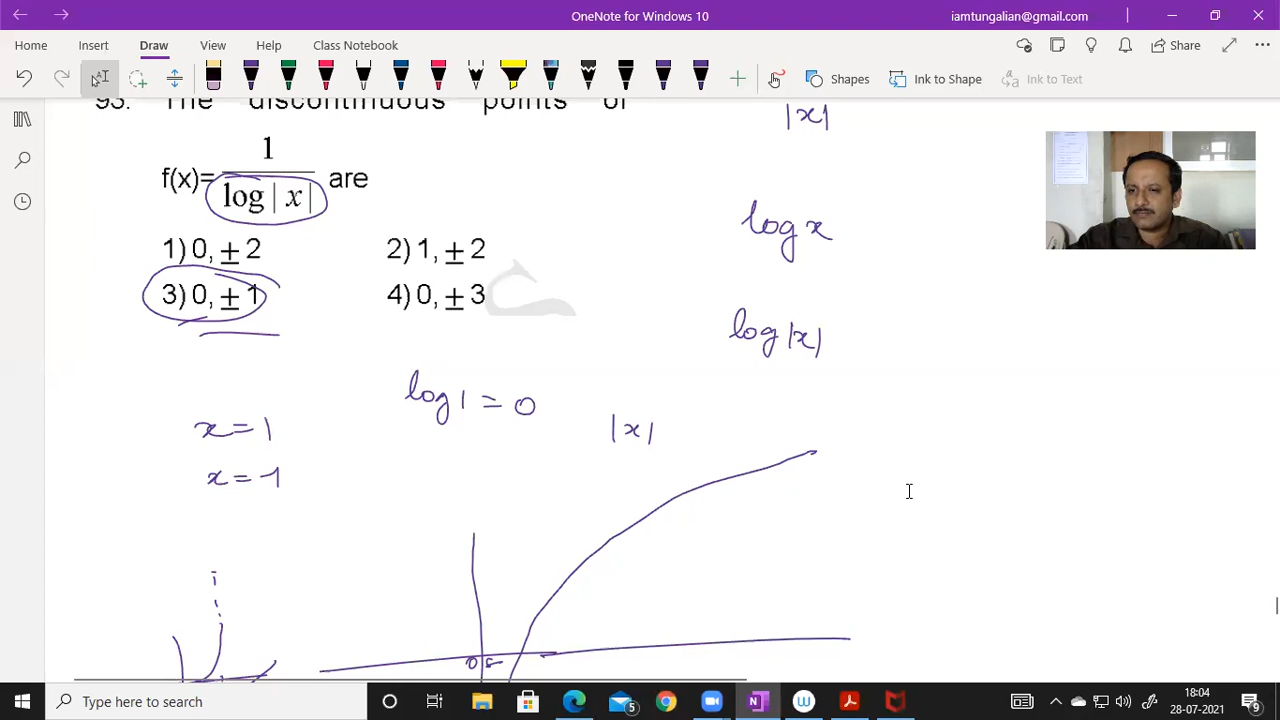 OneNote for Windows 10
iamtungalian@gmail.com
Home Insert Draw View Help Class Notebook Share
Shapes Ink to Shape Ink to Text
93. The discontinuous points of
f(x)= 1 / log | x | are
1) 0, ± 2 2) 1, ± 2
3) 0, ± 1 4) 0, ± 3
|x|
log x
log |x|
log 1 = 0
x = 1
|x|
x = -1
0
Type here to search
5
W
18:04
28-07-2021
9